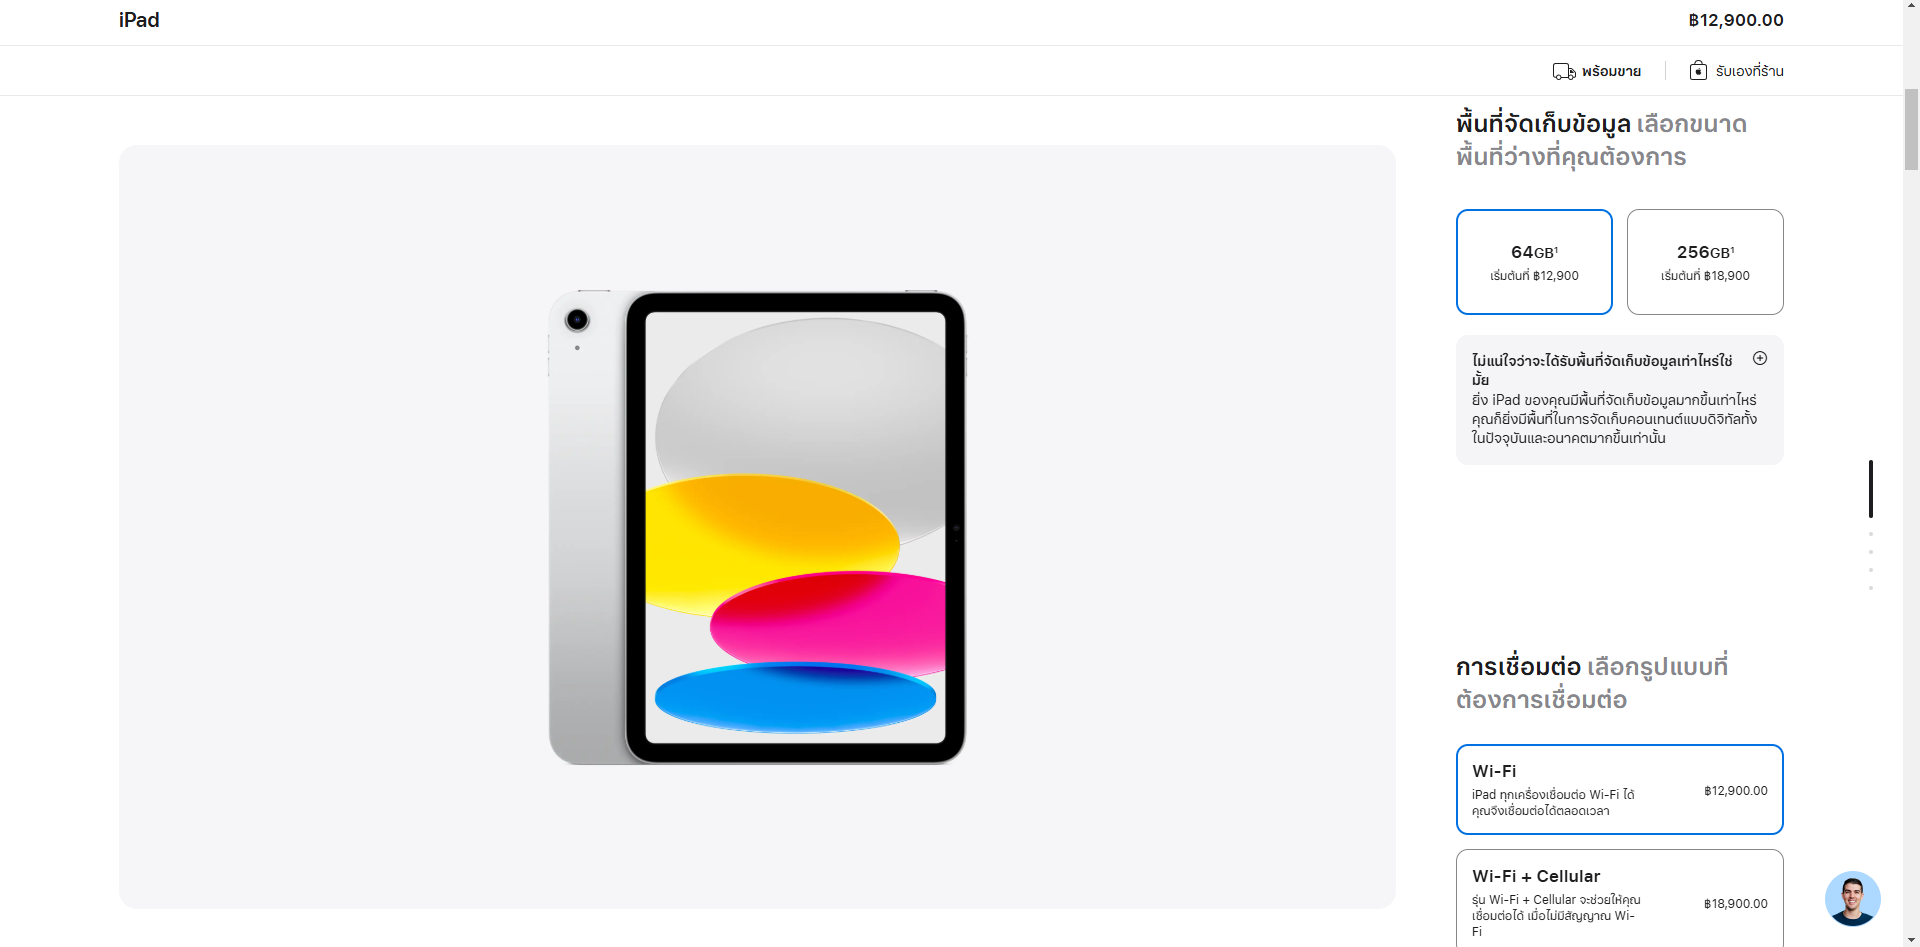 iPad
฿12,900.00
พร้อมขาย
รับเองที่ร้าน
พื้นที่จัดเก็บข้อมูล เลือกขนาด
พื้นที่ว่างที่คุณต้องการ
64GB¹
เริ่มต้นที่ ฿12,900
256GB¹
เริ่มต้นที่ ฿18,900
ไม่แน่ใจว่าจะได้รับพื้นที่จัดเก็บข้อมูลเท่าไหร่ใช่
มั้ย
ยิ่ง iPad ของคุณมีพื้นที่จัดเก็บข้อมูลมากขึ้นเท่าไหร่
คุณก็ยิ่งมีพื้นที่ในการจัดเก็บคอนเทนต์แบบดิจิทัลทั้ง
ในปัจจุบันและอนาคตมากขึ้นเท่านั้น
การเชื่อมต่อ เลือกรูปแบบที่
ต้องการเชื่อมต่อ
Wi-Fi
iPad ทุกเครื่องเชื่อมต่อ Wi-Fi ได้
คุณจึงเชื่อมต่อได้ตลอดเวลา
฿12,900.00
Wi-Fi + Cellular
รุ่น Wi-Fi + Cellular จะช่วยให้คุณ
เชื่อมต่อได้ เมื่อไม่มีสัญญาณ Wi-
Fi
฿18,900.00